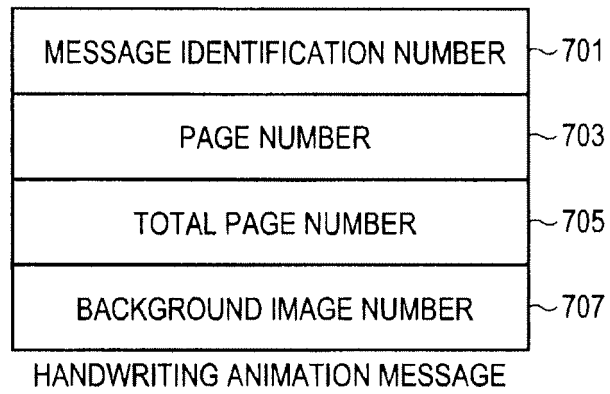 MESSAGE IDENTIFICATION NUMBER 701
PAGE NUMBER 703
TOTAL PAGE NUMBER 705
BACKGROUND IMAGE NUMBER 707
HANDWRITING ANIMATION MESSAGE